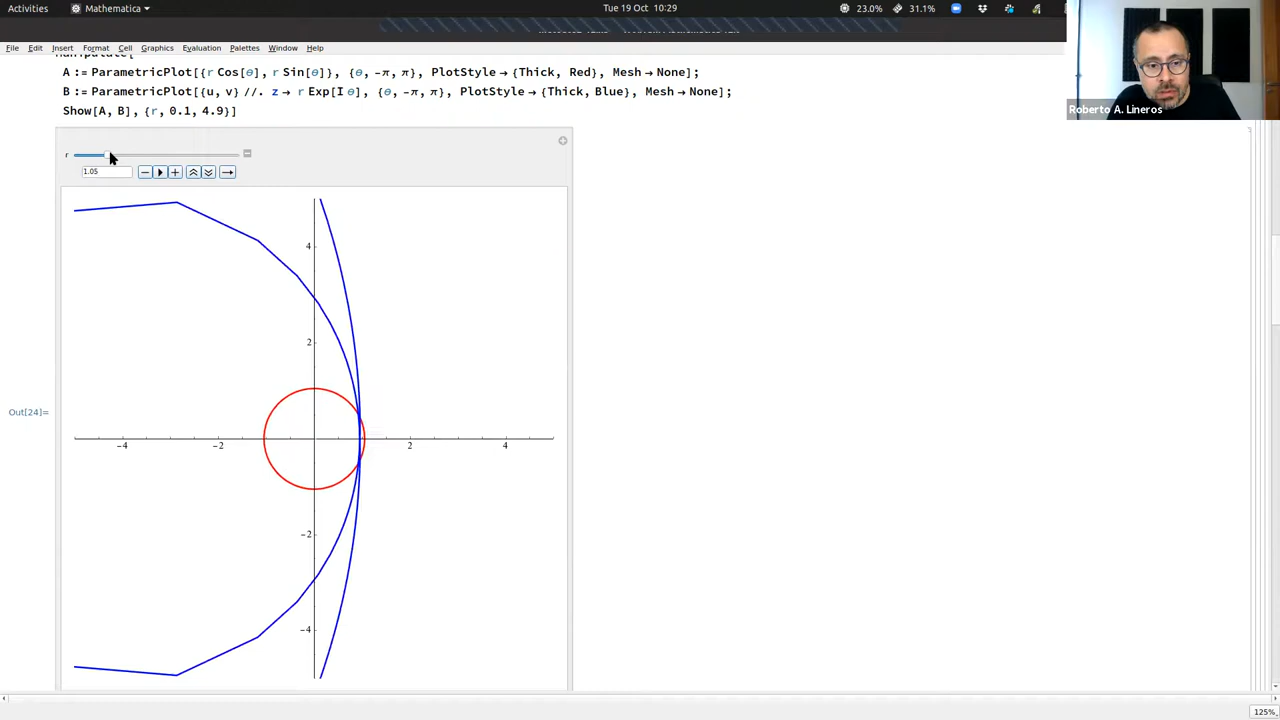 Activities Mathematica Tue 19 Oct 10:29 23.0% 31.1%
File Edit Insert Format Cell Graphics Evaluation Palettes Window Help
A := ParametricPlot[{r Cos[θ], r Sin[θ]}, {θ, -π, π}, PlotStyle → {Thick, Red}, Mesh → None];
B := ParametricPlot[{u, v} //. z → r Exp[I θ], {θ, -π, π}, PlotStyle → {Thick, Blue}, Mesh → None];
Show[A, B], {r, 0.1, 4.9}]
Roberto A. Lineros
r
1.05
4
2
-4 -2 2 4
-2
-4
Out[24]=
125%